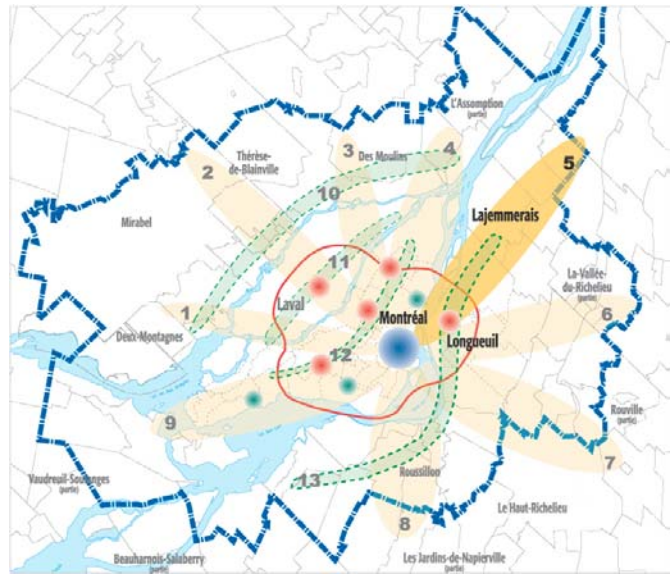 L'Assomption
(partie)
4
3
Des Moulins
5
Thérèse-
de-Blainville
2
10
Lajemmerais
Mirabel
11
La-Vallée-
du-Richelieu
(partie)
Laval
1
Montréal
6
Deux-Montagnes
Longueuil
12
9
Rouville
(partie)
7
Vaudreuil-Soulanges
(partie)
13
Roussillon
Le Haut-Richelieu
8
Beauharnois-Salaberry
(partie)
Les Jardins-de-Napierville
(partie)